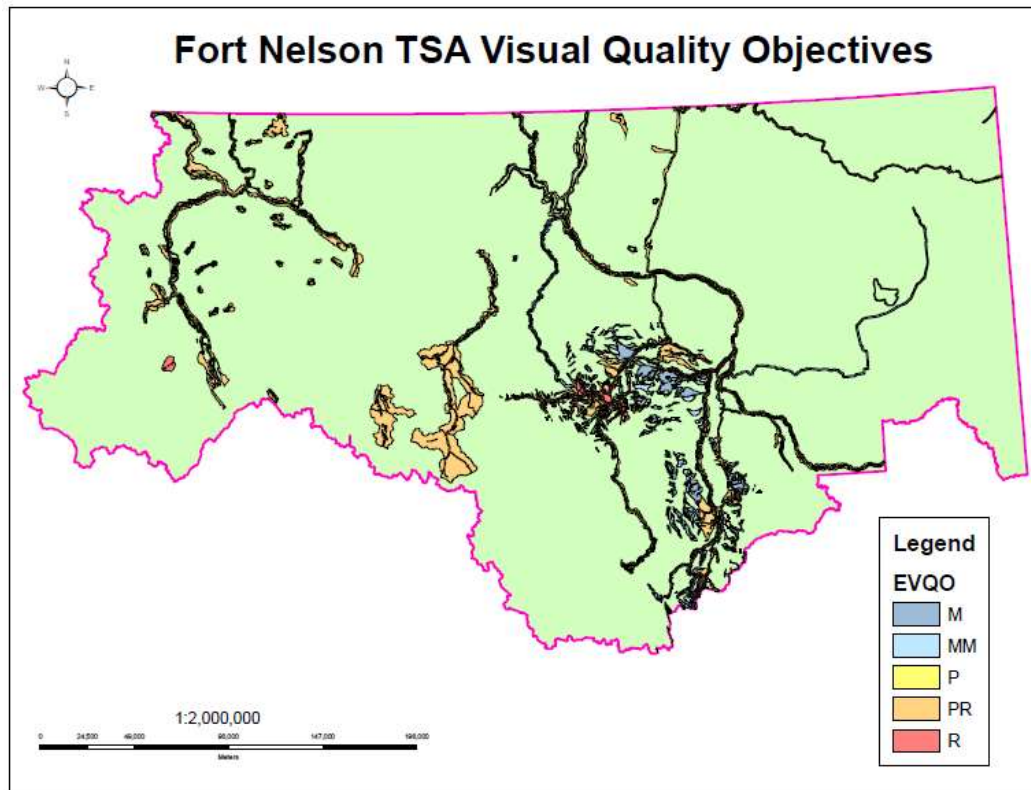 Fort Nelson TSA Visual Quality Objectives
N
W E
S
Legend
EVQO
M
MM
P
PR
R
1:2,000,000
0 24,500 49,000 98,000 147,000 196,000
Meters